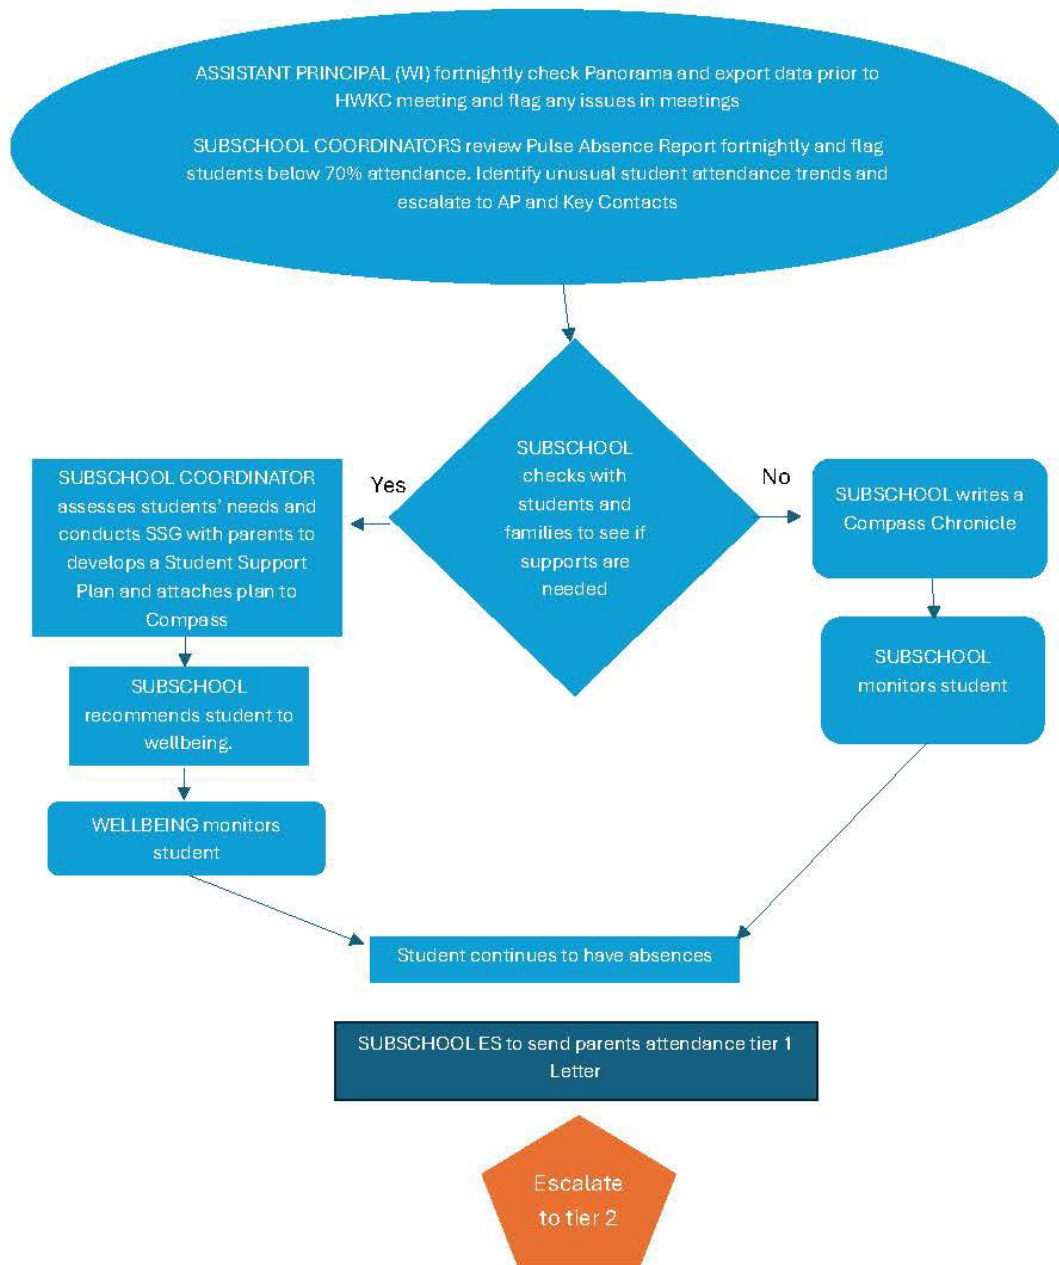 ASSISTANT PRINCIPAL (WI) fortnightly check Panorama and export data prior to
HWKC meeting and flag any issues in meetings
SUBSCHOOL COORDINATORS review Pulse Absence Report fortnightly and flag
students below 70% attendance. Identify unusual student attendance trends and
escalate to AP and Key Contacts
SUBSCHOOL
checks with
students and
families to see if
supports are
needed
Yes
No
SUBSCHOOL COORDINATOR
assesses students' needs and
conducts SSG with parents to
develops a Student Support
Plan and attaches plan to
Compass
SUBSCHOOL
recommends student to
wellbeing.
WELLBEING monitors
student
SUBSCHOOL writes a
Compass Chronicle
SUBSCHOOL
monitors student
Student continues to have absences
SUBSCHOOL ES to send parents attendance tier 1
Letter
Escalate
to tier 2